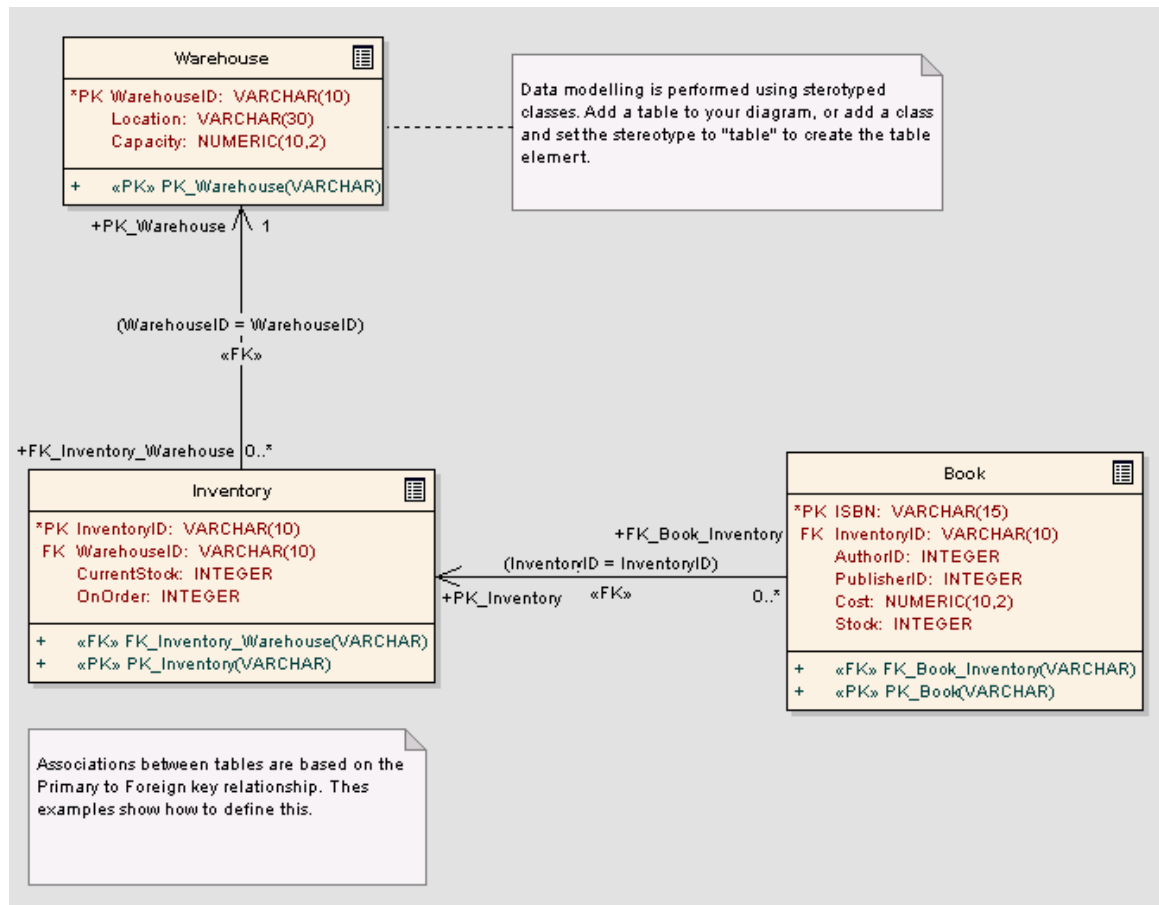 Warehouse
*PK WarehouseID: VARCHAR(10)
Location: VARCHAR(30)
Capacity: NUMERIC(10,2)
+ «PK» PK_Warehouse(VARCHAR)
Data modelling is performed using sterotyped
classes. Add a table to your diagram, or add a class
and set the stereotype to "table" to create the table
elemert.
+PK_Warehouse 1
(WarehouseID = WarehouseID)
«FK»
+FK_Inventory_Warehouse 0..*
Inventory
*PK InventoryID: VARCHAR(10)
FK WarehouseID: VARCHAR(10)
CurrentStock: INTEGER
OnOrder: INTEGER
+ «FK» FK_Inventory_Warehouse(VARCHAR)
+ «PK» PK_Inventory(VARCHAR)
+FK_Book_Inventory
(InventoryID = InventoryID)
+PK_Inventory «FK» 0..*
Book
*PK ISBN: VARCHAR(15)
FK InventoryID: VARCHAR(10)
AuthorID: INTEGER
PublisherID: INTEGER
Cost: NUMERIC(10,2)
Stock: INTEGER
+ «FK» FK_Book_Inventory(VARCHAR)
+ «PK» PK_Book(VARCHAR)
Associations between tables are based on the
Primary to Foreign key relationship. Thes
examples show how to define this.